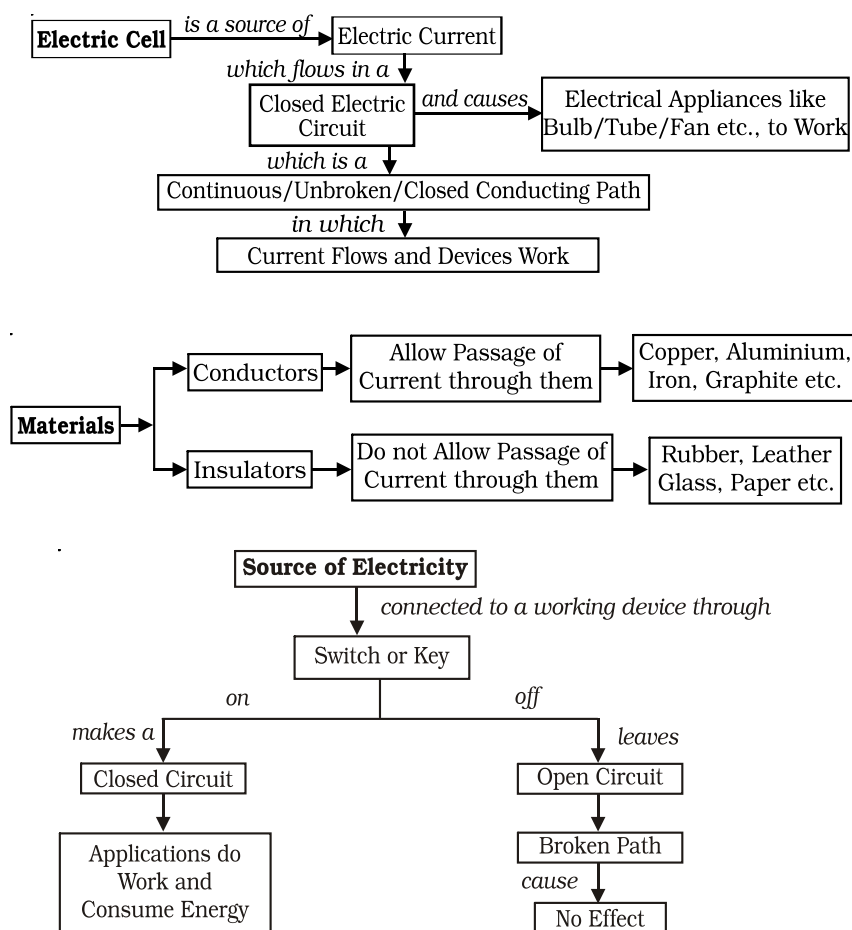 Electric Cell
is a source of
Electric Current
which flows in a
Closed Electric
Circuit
and causes
Electrical Appliances like
Bulb/Tube/Fan etc., to Work
which is a
Continuous/Unbroken/Closed Conducting Path
in which
Current Flows and Devices Work
Materials
Conductors
Allow Passage of
Current through them
Copper, Aluminium,
Iron, Graphite etc.
Insulators
Do not Allow Passage of
Current through them
Rubber, Leather
Glass, Paper etc.
Source of Electricity
connected to a working device through
Switch or Key
on
off
makes a
leaves
Closed Circuit
Open Circuit
Applications do
Work and
Consume Energy
Broken Path
cause
No Effect